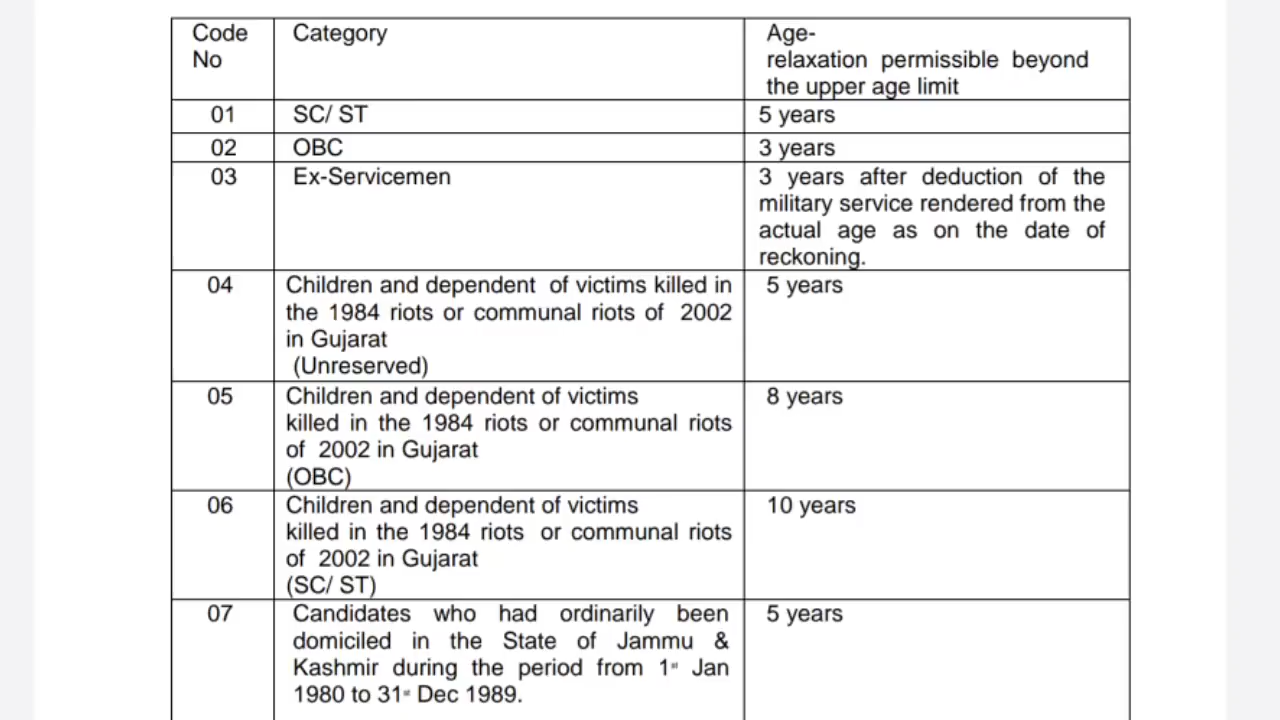 Code No
Category
Age-
relaxation permissible beyond
the upper age limit
01
SC/ ST
5 years
02
OBC
3 years
03
Ex-Servicemen
3 years after deduction of the
military service rendered from the
actual age as on the date of
reckoning.
04
Children and dependent of victims killed in
the 1984 riots or communal riots of 2002
in Gujarat
(Unreserved)
5 years
05
Children and dependent of victims
killed in the 1984 riots or communal riots
of 2002 in Gujarat
(OBC)
8 years
06
Children and dependent of victims
killed in the 1984 riots or communal riots
of 2002 in Gujarat
(SC/ ST)
10 years
07
Candidates who had ordinarily been
domiciled in the State of Jammu &
Kashmir during the period from 1st Jan
1980 to 31st Dec 1989.
5 years